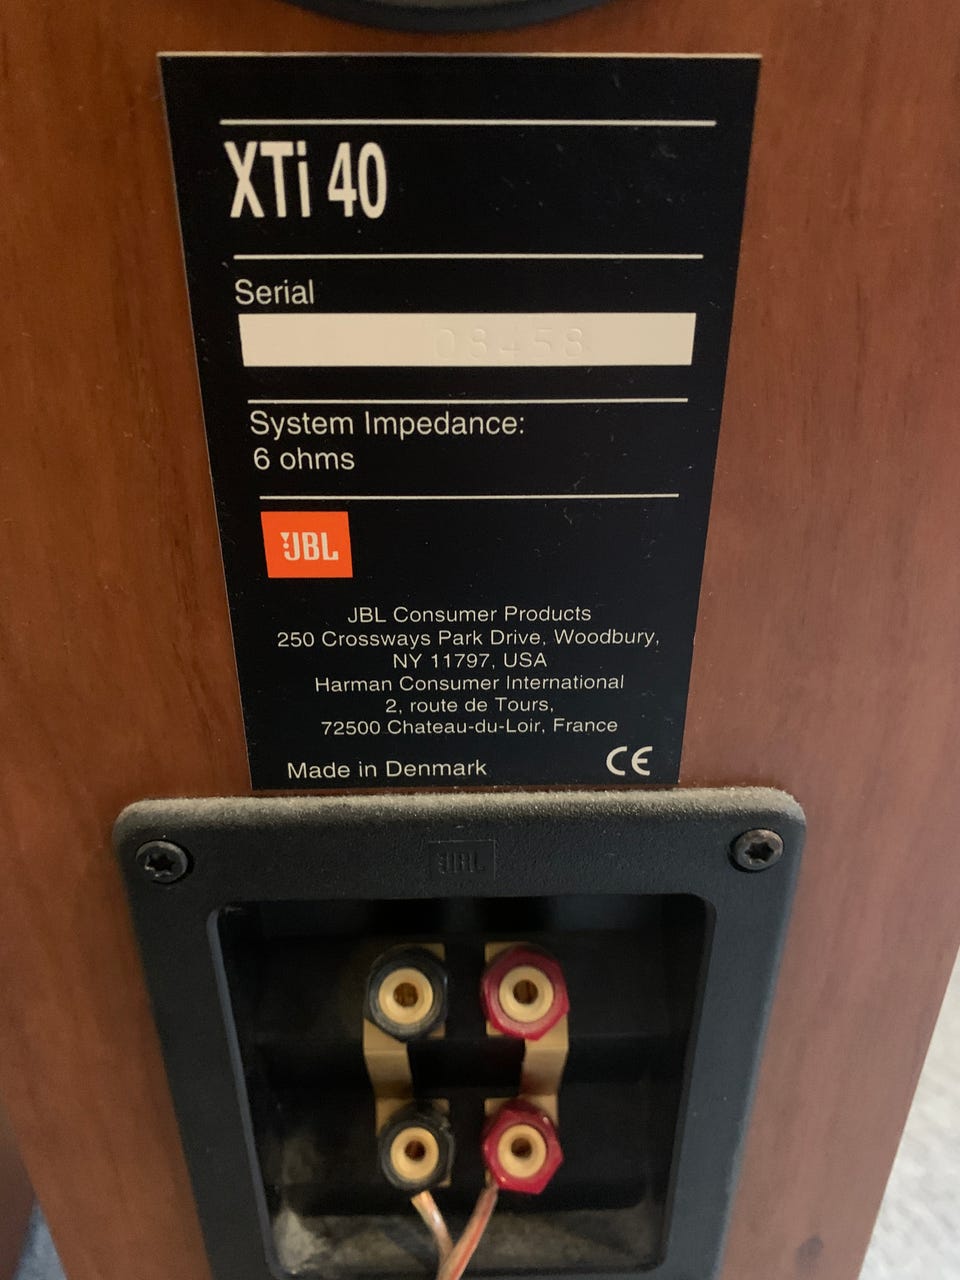 XTi 40
Serial
08458
System Impedance:
6 ohms
JBL
JBL Consumer Products
250 Crossways Park Drive, Woodbury,
NY 11797, USA
Harman Consumer International
2, route de Tours,
72500 Chateau-du-Loir, France
Made in Denmark CE
JBL